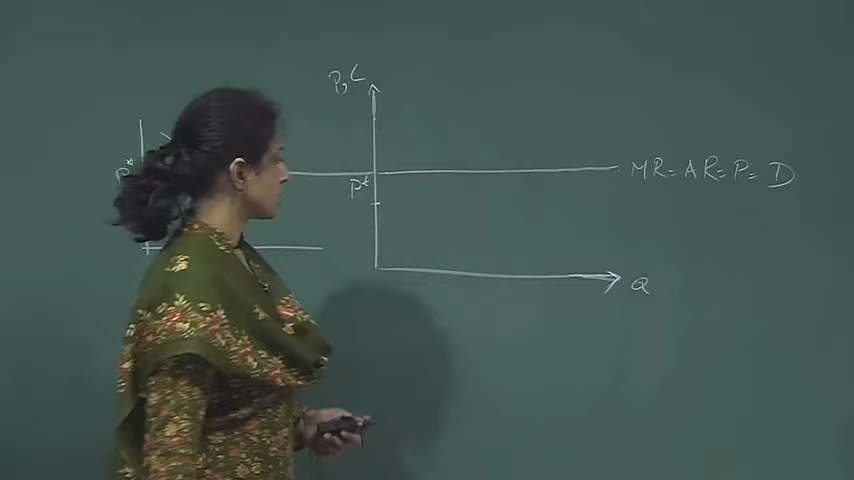 P, C
P*
P*
MR = AR = P = D
Q